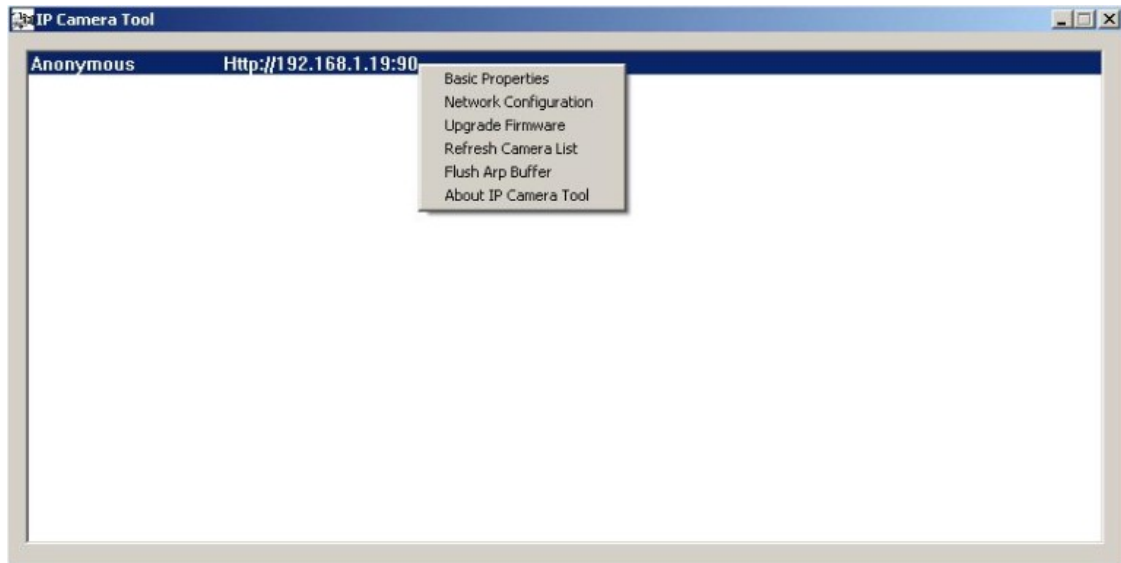 IP Camera Tool
Anonymous Http://192.168.1.19:90
Basic Properties
Network Configuration
Upgrade Firmware
Refresh Camera List
Flush Arp Buffer
About IP Camera Tool